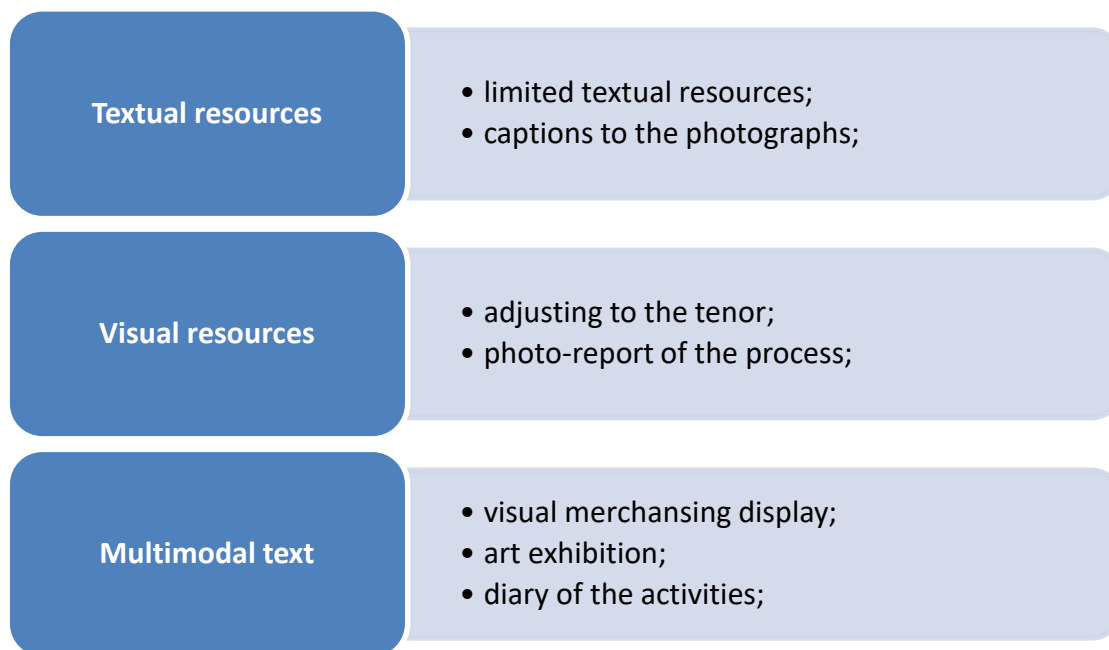 Textual resources
• limited textual resources;
• captions to the photographs;
Visual resources
• adjusting to the tenor;
• photo-report of the process;
Multimodal text
• visual merchansing display;
• art exhibition;
• diary of the activities;